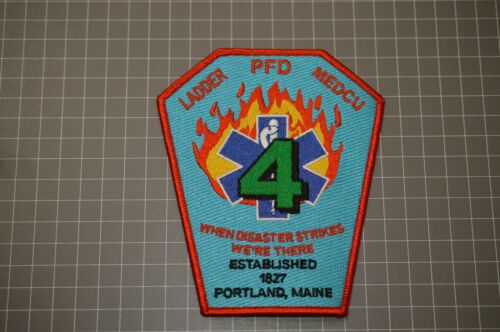 LADDER PFD MEDCU
4
WHEN DISASTER STRIKES
WE'RE THERE
ESTABLISHED
1827
PORTLAND, MAINE